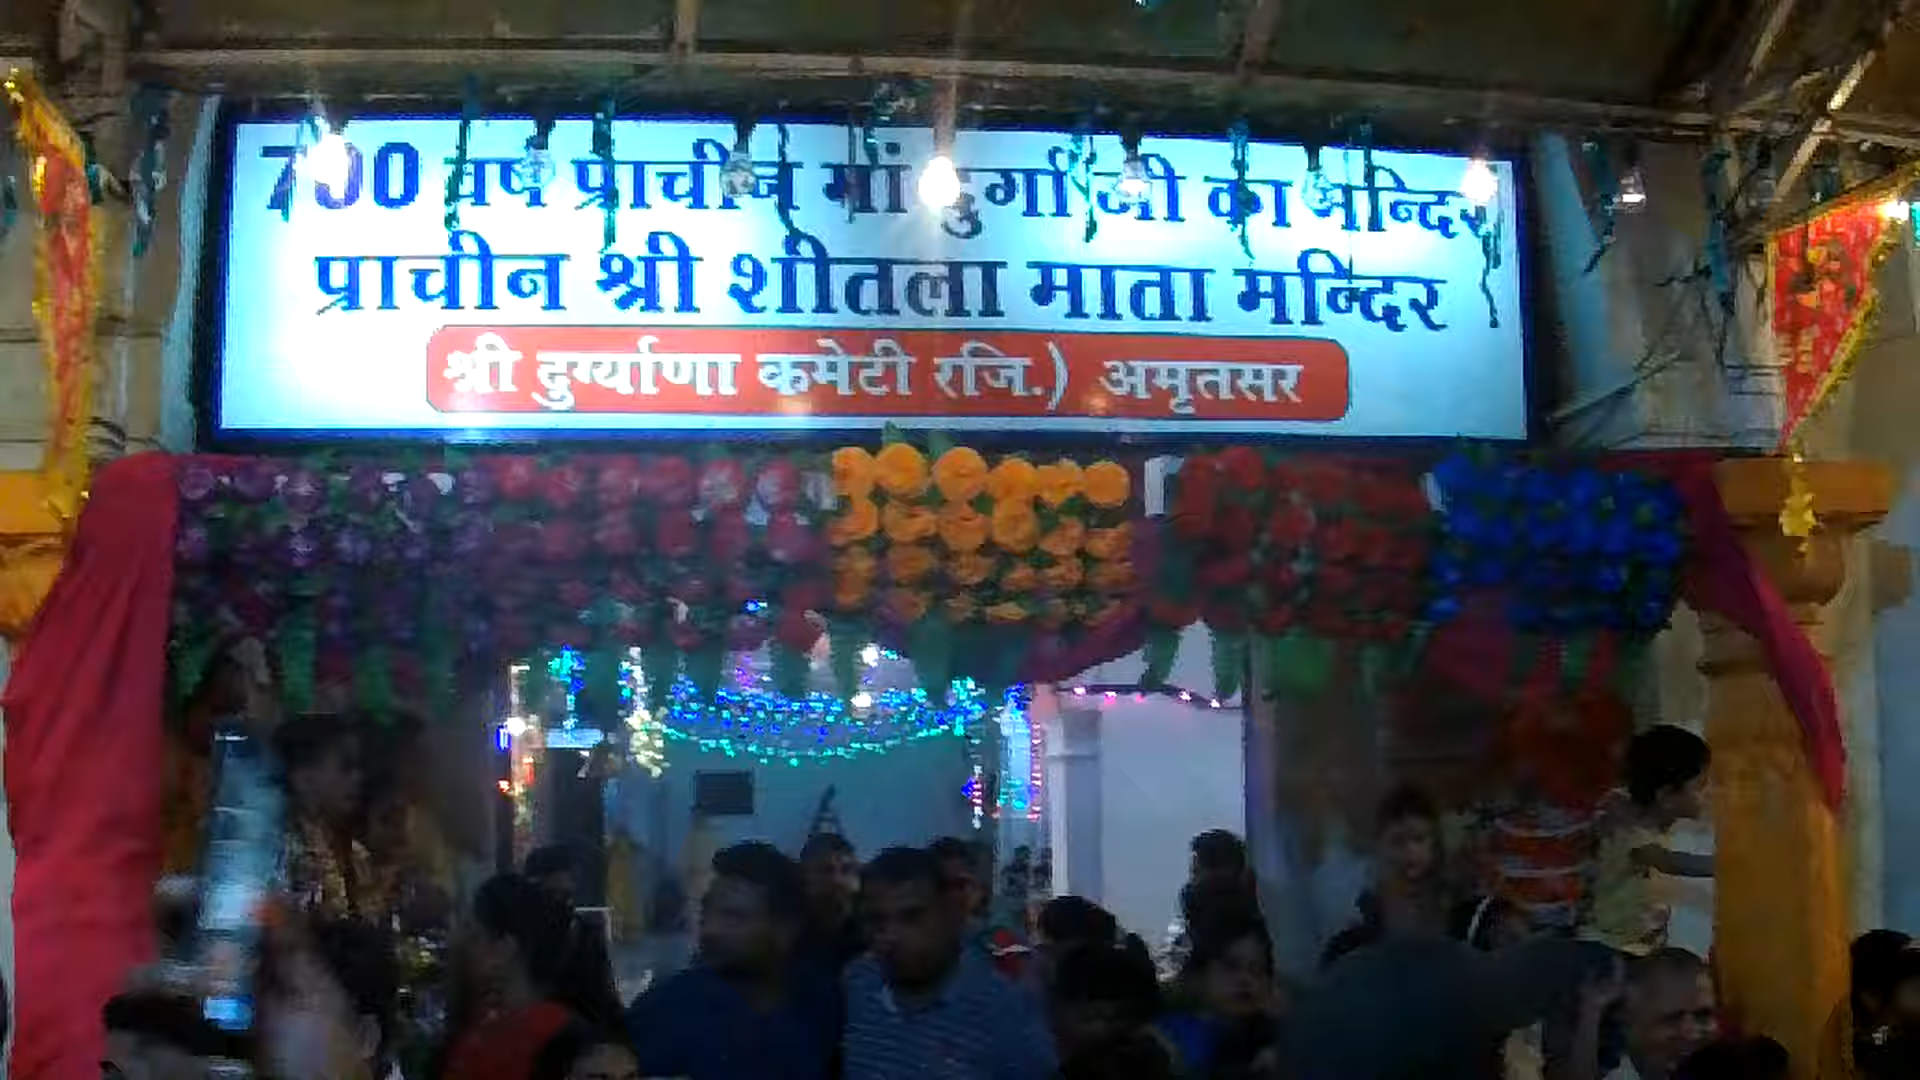 700 वर्ष प्राचीन मां दुर्गा जी का मन्दिर
प्राचीन श्री शीतला माता मन्दिर
श्री दुर्ग्याणा कमेटी रजि.) अमृतसर